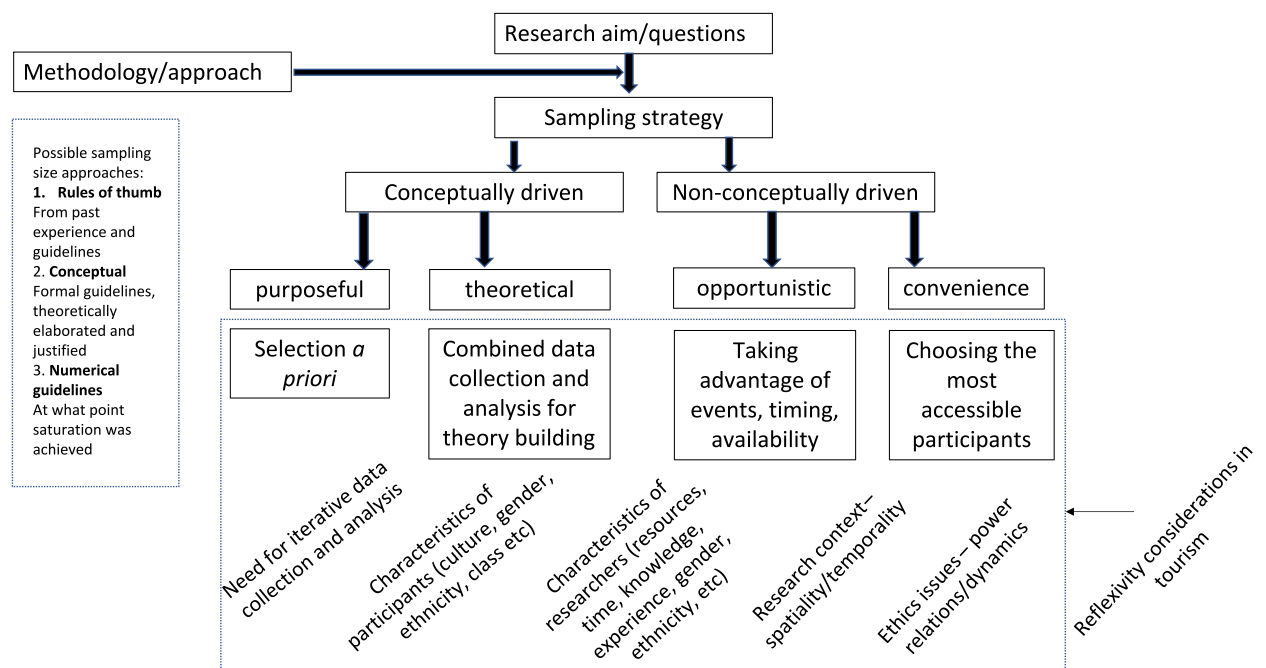 Research aim/questions
Methodology/approach
Sampling strategy
Possible sampling
size approaches:
1. Rules of thumb
From past
experience and
guidelines
2. Conceptual
Formal guidelines,
theoretically
elaborated and
justified
3. Numerical
guidelines
At what point
saturation was
achieved
Conceptually driven
Non-conceptually driven
purposeful
theoretical
opportunistic
convenience
Selection a
priori
Combined data
collection and
analysis for
theory building
Taking
advantage of
events, timing,
availability
Choosing the
most
accessible
participants
Need for iterative data
collection and analysis
Characteristics of
participants (culture, gender,
ethnicity, class etc)
Characteristics of
researchers (resources,
time, knowledge,
experience, gender,
ethnicity, etc)
Research context–
spatiality/temporality
Ethics issues– power
relations/dynamics
Reflexivity considerations in
tourism